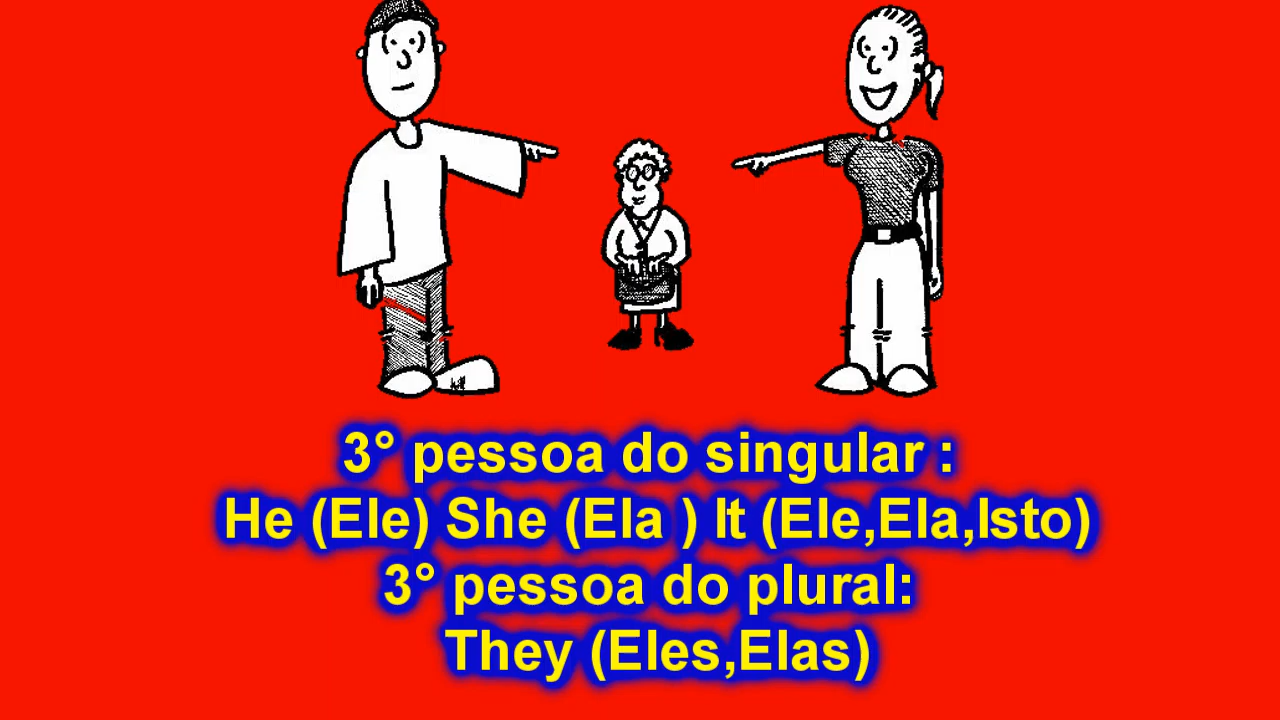 3° pessoa do singular :
He (Ele) She (Ela ) It (Ele,Ela,Isto)
3° pessoa do plural:
They (Eles,Elas)